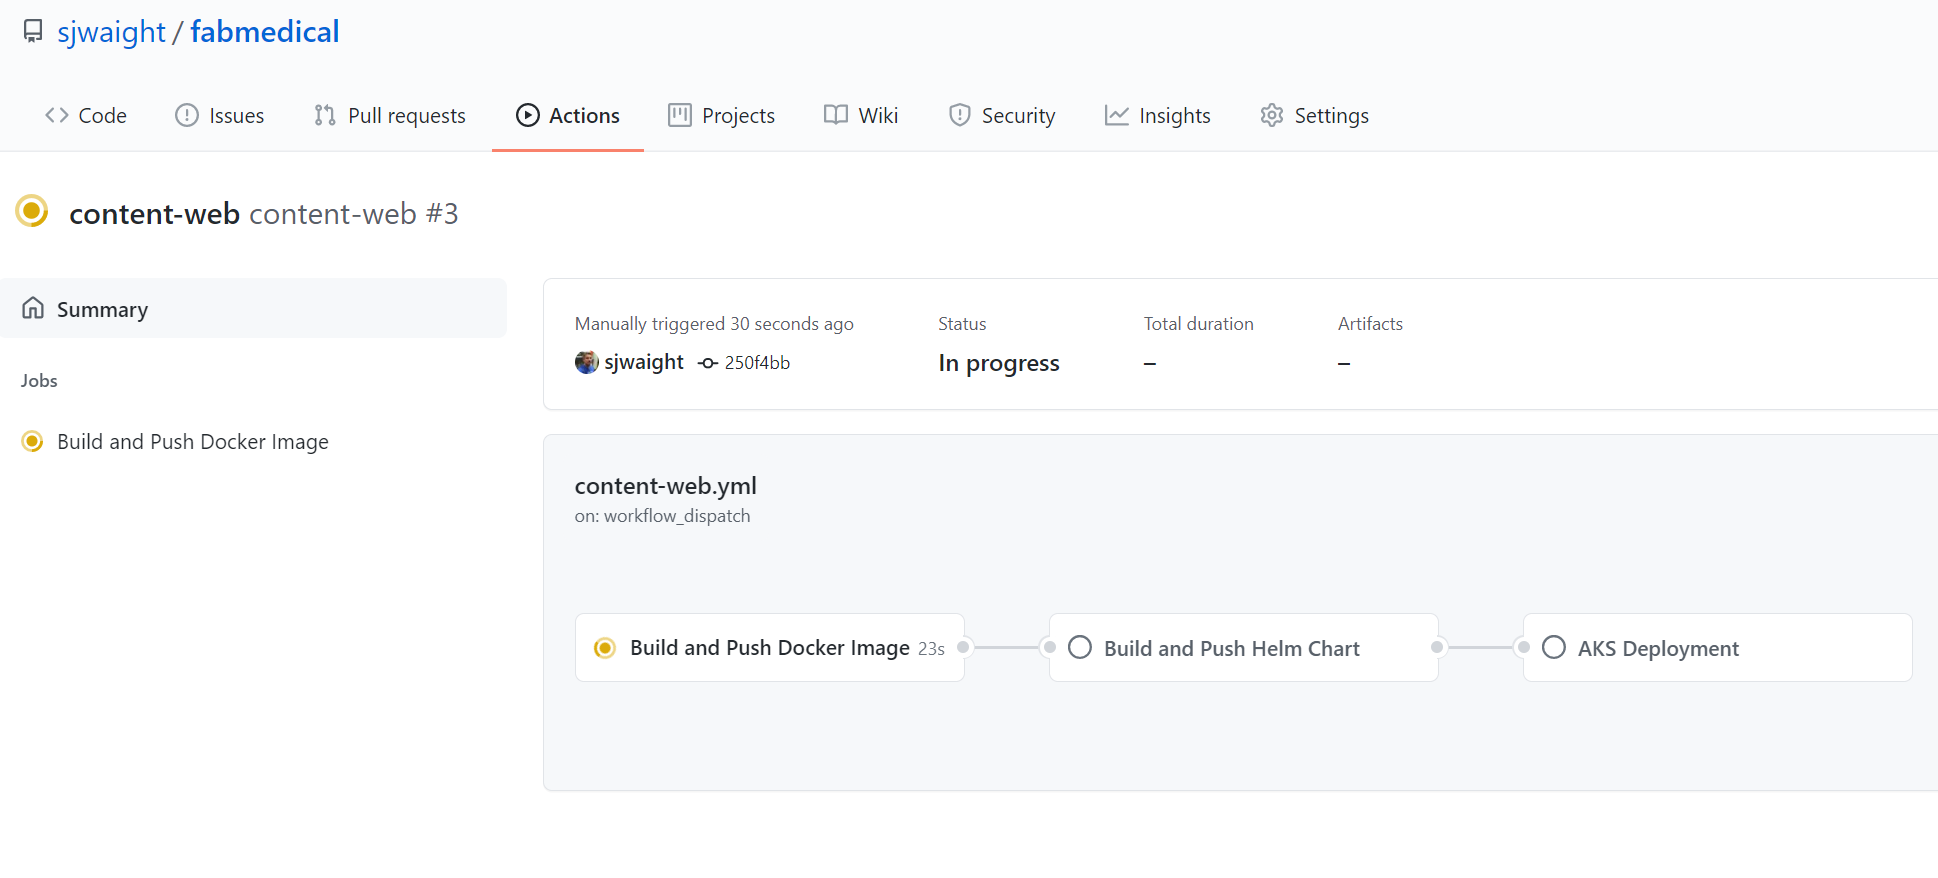 sjwaight / fabmedical
Code Issues Pull requests Actions Projects Wiki Security Insights Settings
content-web content-web #3
Summary
Jobs
Build and Push Docker Image
Manually triggered 30 seconds ago Status Total duration Artifacts
sjwaight 250f4bb In progress – –
content-web.yml
on: workflow_dispatch
Build and Push Docker Image 23s Build and Push Helm Chart AKS Deployment